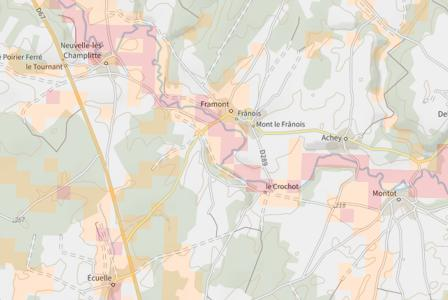 D67
Neuvelle-lès-
Champlitte
Poirier Ferré
le Tournant
Framont
Frânois
Mont le Frânois
Achey
D289
le Crochot
Montot
Écuelle